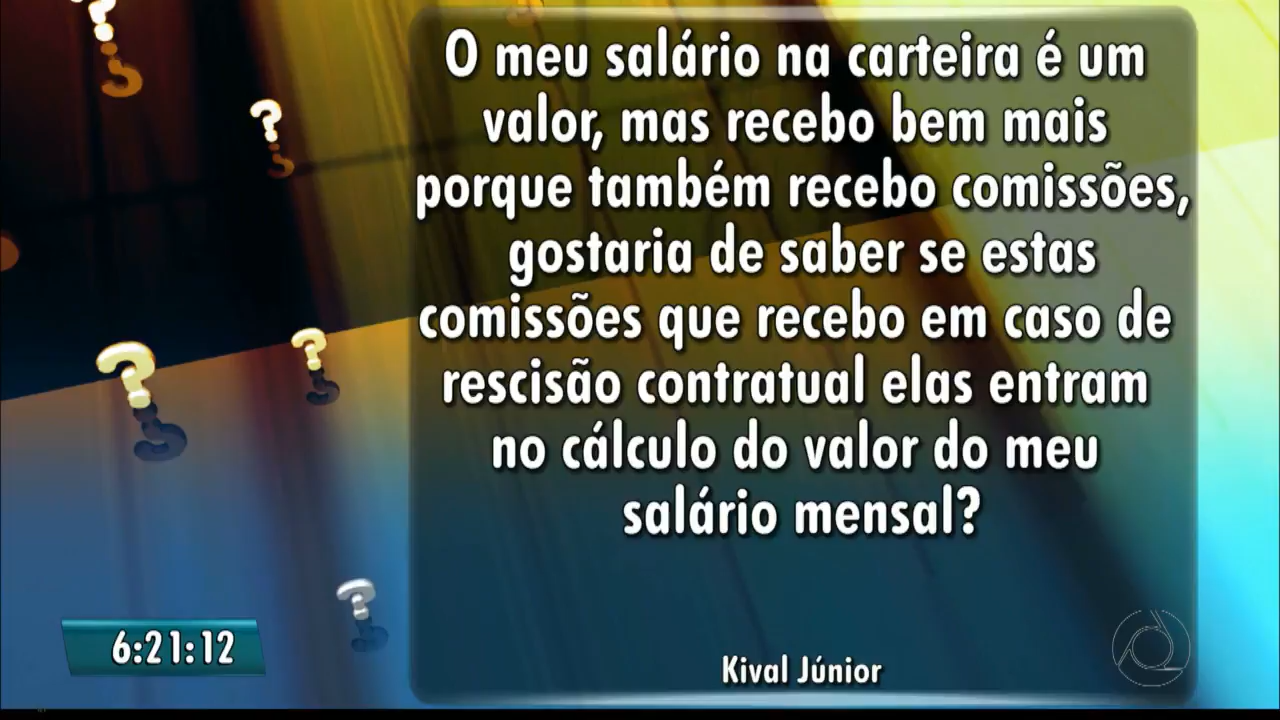 O meu salário na carteira é um
valor, mas recebo bem mais
porque também recebo comissões,
gostaria de saber se estas
comissões que recebo em caso de
rescisão contratual elas entram
no cálculo do valor do meu
salário mensal?
Kival Júnior
6:21:12